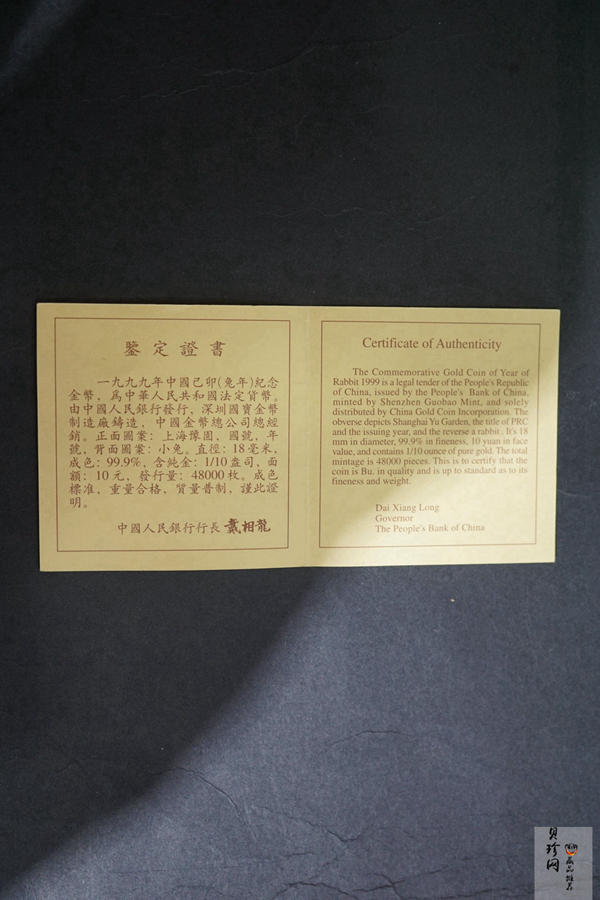 鑒定證書
一九九九年中國己卯(兔年)紀念
金幣，爲中華人民共和國法定貨幣。
由中國人民銀行發行，深圳國寶金幣
制造廠鑄造，中國金幣總公司總經
銷。正面圖案：上海豫園，國號，年
號，背面圖案：小兔。直徑：18毫米，
成色：99.9%，含純金：1/10盎司，面
額：10元，發行量：48000枚。成色
標準，重量合格，質量普制，謹此證
明。
中國人民銀行行長 戴相龍
Certificate of Authenticity
The Commemorative Gold Coin of Year of
Rabbit 1999 is a legal tender of the People's Republic
of China, issued by the People's Bank of China,
minted by Shenzhen Guobao Mint, and solely
distributed by China Gold Coin Incorporation. The
obverse depicts Shanghai Yu Garden, the title of PRC
and the issuing year, and the reverse a rabbit . It's 18
mm in diameter, 99.9% in fineness, 10 yuan in face
value, and contains 1/10 ounce of pure gold. The total
mintage is 48000 pieces. This is to certify that the
coin is Bu. in quality and is up to standard as to its
fineness and weight.
Dai Xiang Long
Governor
The People's Bank of China
贝珍网
藏品推荐